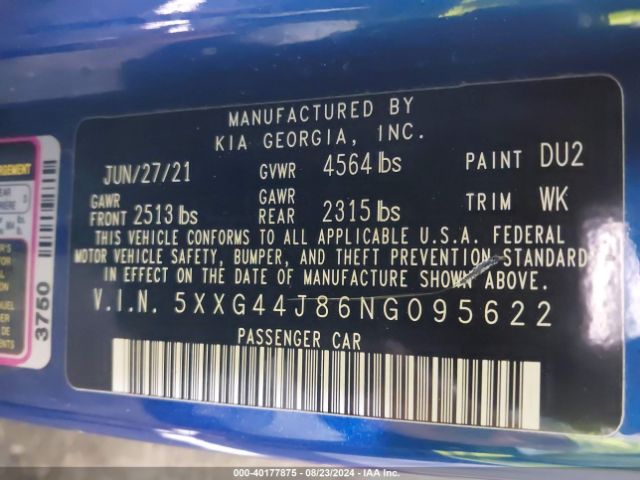 MANUFACTURED BY
KIA GEORGIA, INC.
JUN/27/21 GVWR 4564 lbs PAINT DU2
GAWR FRONT 2513 lbs GAWR REAR 2315 lbs TRIM WK
THIS VEHICLE CONFORMS TO ALL APPLICABLE U.S.A. FEDERAL
MOTOR VEHICLE SAFETY, BUMPER, AND THEFT PREVENTION STANDARD
IN EFFECT ON THE DATE OF MANUFACTURE SHOWN ABOVE.
V.I.N. 5XXG44J86NG095622
PASSENGER CAR
3750
000-40177875 - 08/23/2024 - IAA Inc.